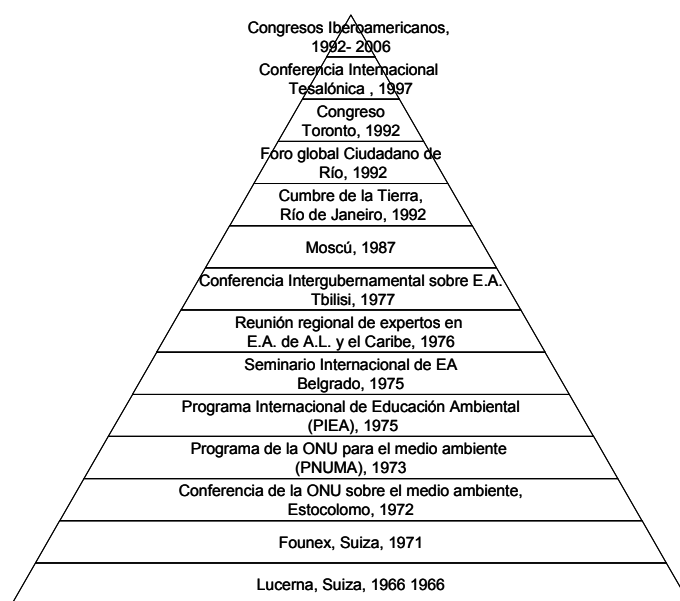 Congresos Iberoamericanos,
1992- 2006
Conferencia Internacional
Tesalónica , 1997
Congreso
Toronto, 1992
Foro global Ciudadano de
Río, 1992
Cumbre de la Tierra,
Río de Janeiro, 1992
Moscú, 1987
Conferencia Intergubernamental sobre E.A.
Tbilisi, 1977
Reunión regional de expertos en
E.A. de A.L. y el Caribe, 1976
Seminario Internacional de EA
Belgrado, 1975
Programa Internacional de Educación Ambiental
(PIEA), 1975
Programa de la ONU para el medio ambiente
(PNUMA), 1973
Conferencia de la ONU sobre el medio ambiente,
Estocolomo, 1972
Founex, Suiza, 1971
Lucerna, Suiza, 1966 1966